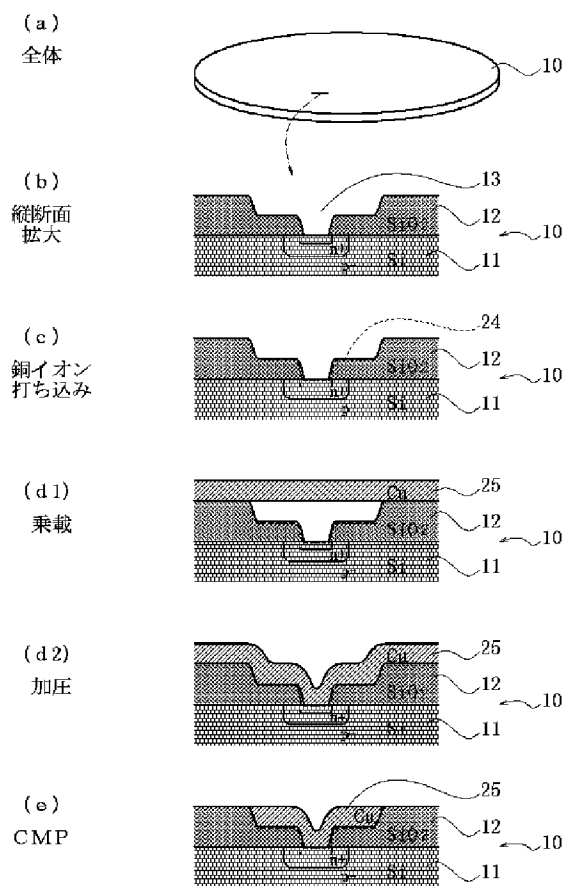 (a)
全体
10
(b)
縦断面
拡大
13
12
SiO2
10
n+
Si
11
p-
(c)
銅イオン
打ち込み
24
12
SiO2
10
n+
Si
11
p-
(d1)
乗載
Cu
25
12
SiO2
10
n+
Si
11
p-
(d2)
加圧
Cu
25
12
SiO2
10
n+
Si
11
p-
(e)
CMP
25
Cu
12
SiO2
10
n+
Si
11
p-